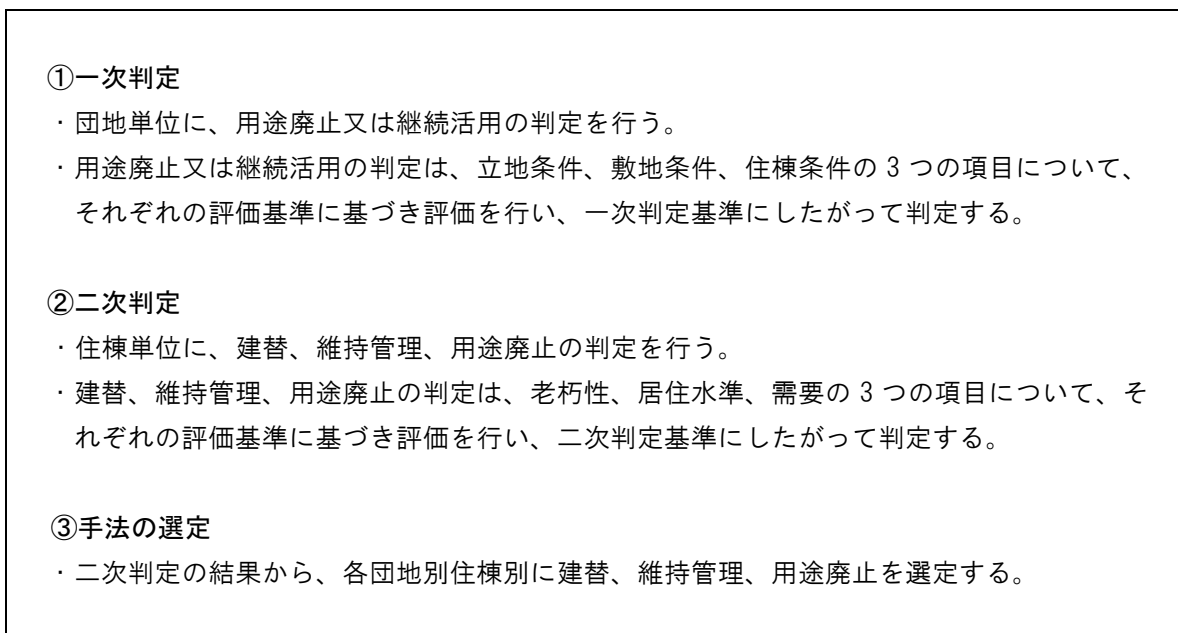 ①一次判定
・団地単位に、用途廃止又は継続活用の判定を行う。
・用途廃止又は継続活用の判定は、立地条件、敷地条件、住棟条件の 3 つの項目について、
それぞれの評価基準に基づき評価を行い、一次判定基準にしたがって判定する。
②二次判定
・住棟単位に、建替、維持管理、用途廃止の判定を行う。
・建替、維持管理、用途廃止の判定は、老朽性、居住水準、需要の 3 つの項目について、そ
れぞれの評価基準に基づき評価を行い、二次判定基準にしたがって判定する。
③手法の選定
・二次判定の結果から、各団地別住棟別に建替、維持管理、用途廃止を選定する。